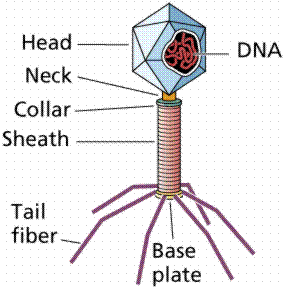 Head
DNA
Neck
Collar
Sheath
Tail
fiber
Base
plate